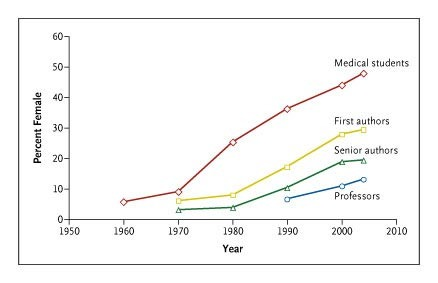 60
50
40
30
20
10
0
Percent Female
Medical students
First authors
Senior authors
Professors
1950 1960 1970 1980 1990 2000 2010
Year